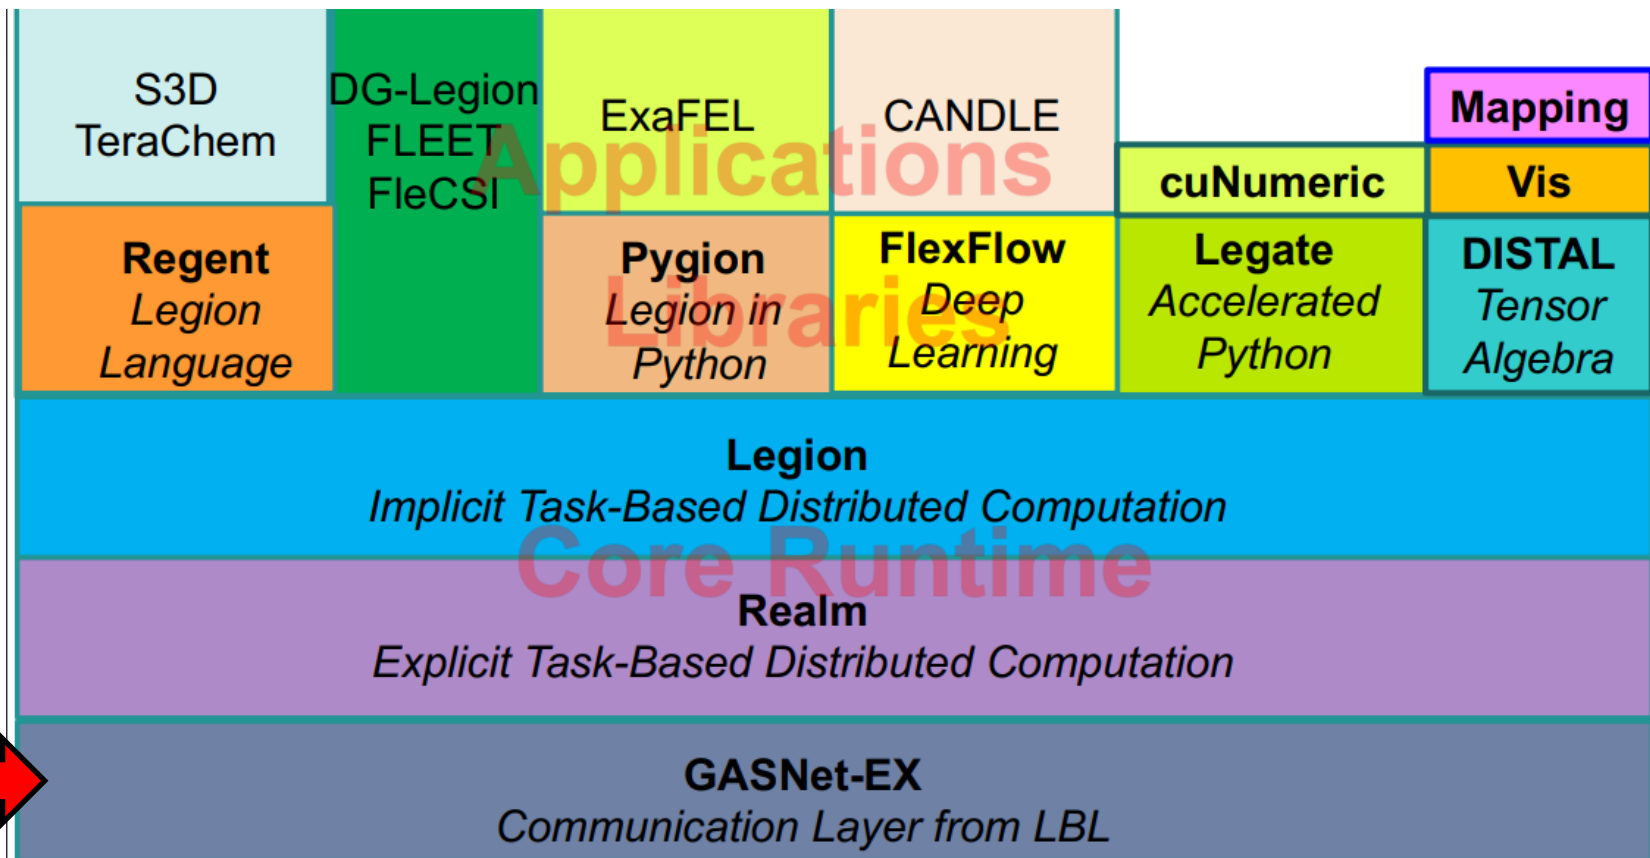 S3D
TeraChem
DG-Legion
FLEET
FleCSI
ExaFEL
CANDLE
Applications
Mapping
cuNumeric
Vis
Regent
Legion
Language
Pygion
Legion in
Python
FlexFlow
Deep
Learning
Legate
Accelerated
Python
DISTAL
Tensor
Algebra
Libraries
Legion
Implicit Task-Based Distributed Computation
Core Runtime
Realm
Explicit Task-Based Distributed Computation
GASNet-EX
Communication Layer from LBL